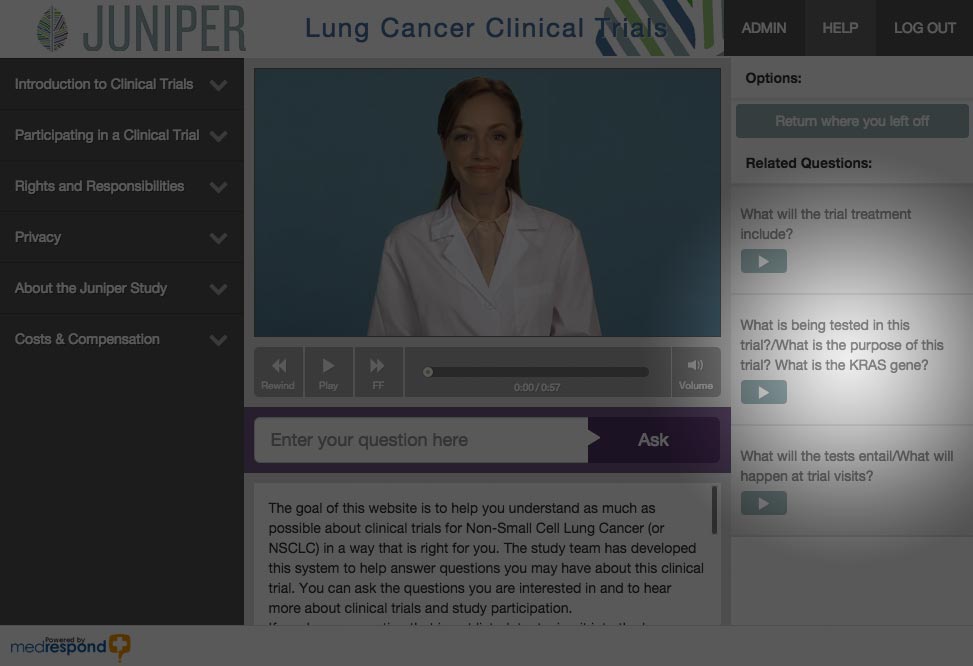 JUNIPER
Lung Cancer Clinical Trials
ADMIN
HELP
LOG OUT
Introduction to Clinical Trials
Participating in a Clinical Trial
Rights and Responsibilities
Privacy
About the Juniper Study
Costs & Compensation
Rewind
Play
FF
0:00 / 0:57
Volume
Enter your question here
Ask
The goal of this website is to help you understand as much as
possible about clinical trials for Non-Small Cell Lung Cancer (or
NSCLC) in a way that is right for you. The study team has developed
this system to help answer questions you may have about this clinical
trial. You can ask the questions you are interested in and to hear
more about clinical trials and study participation.
Options:
Return where you left off
Related Questions:
What will the trial treatment
include?
What is being tested in this
trial?/What is the purpose of this
trial? What is the KRAS gene?
What will the tests entail/What will
happen at trial visits?
Powered by
medrespond